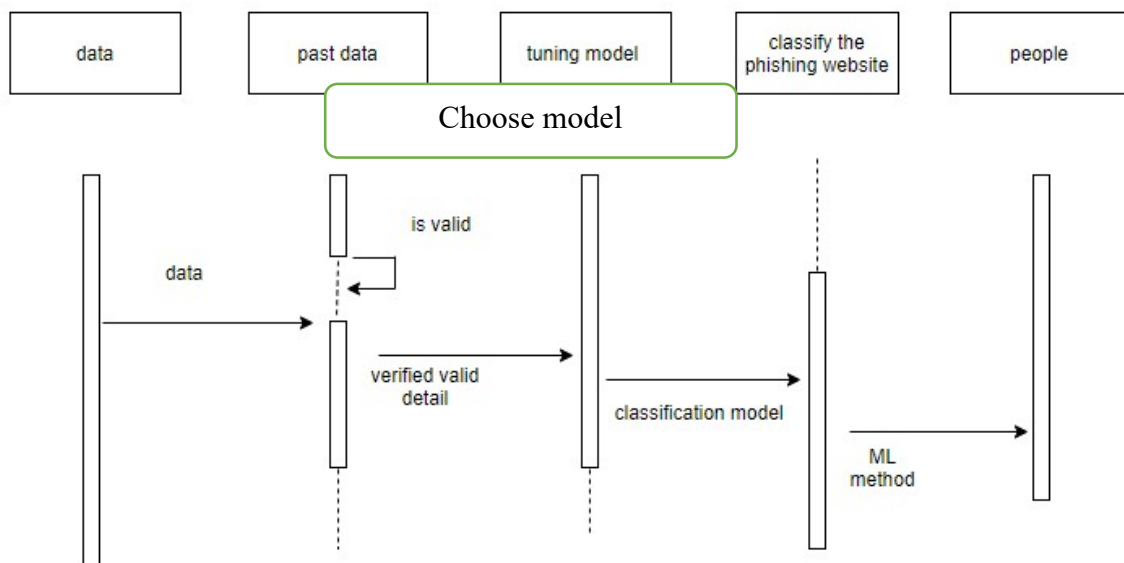 data
past data
tuning model
classify the
phishing website
people
Choose model
is valid
data
verified valid
detail
classification model
ML
method